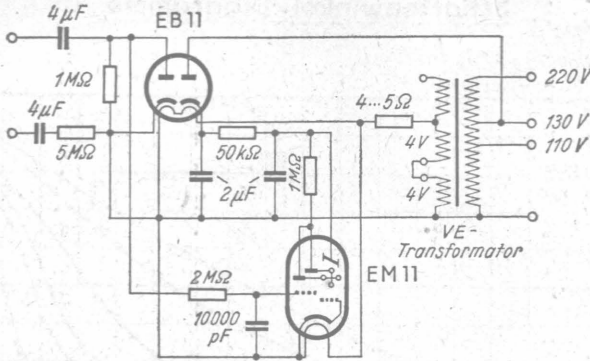 4µF
EB11
1MΩ
4µF
5MΩ
50kΩ
2µF
1MΩ
4...5Ω
220V
130V
110V
4V
4V
VE-
Transformator
EM11
2MΩ
10000
pF